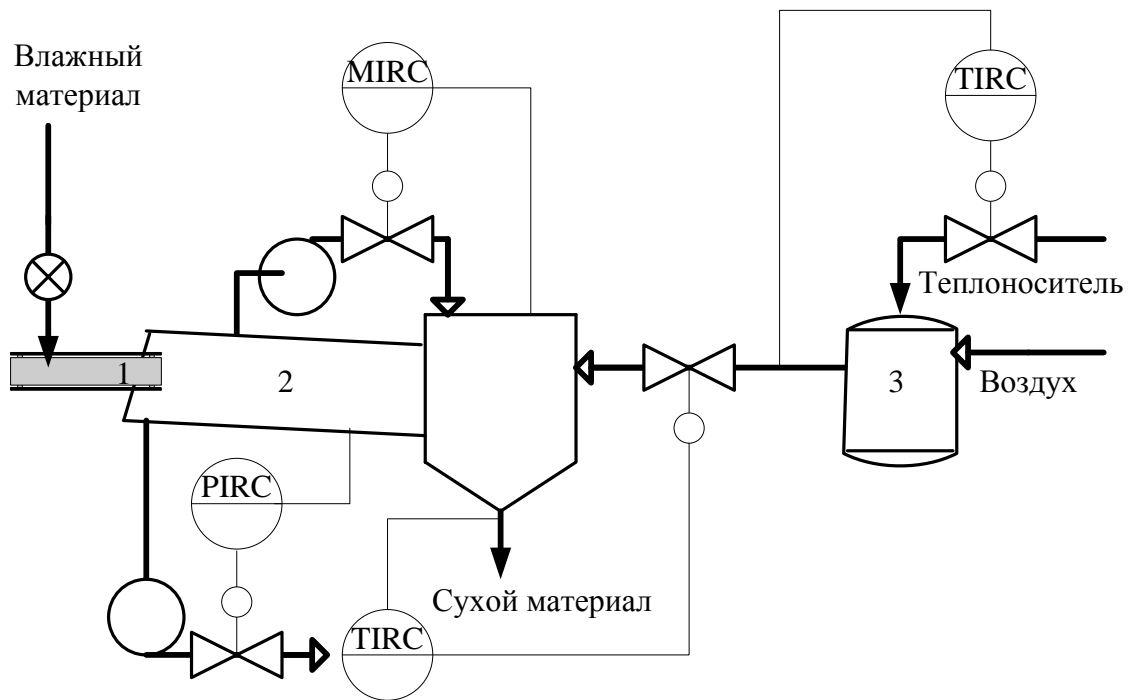 Влажный
материал
MIRC
TIRC
Теплоноситель
1
2
3
Воздух
PIRC
Сухой материал
TIRC